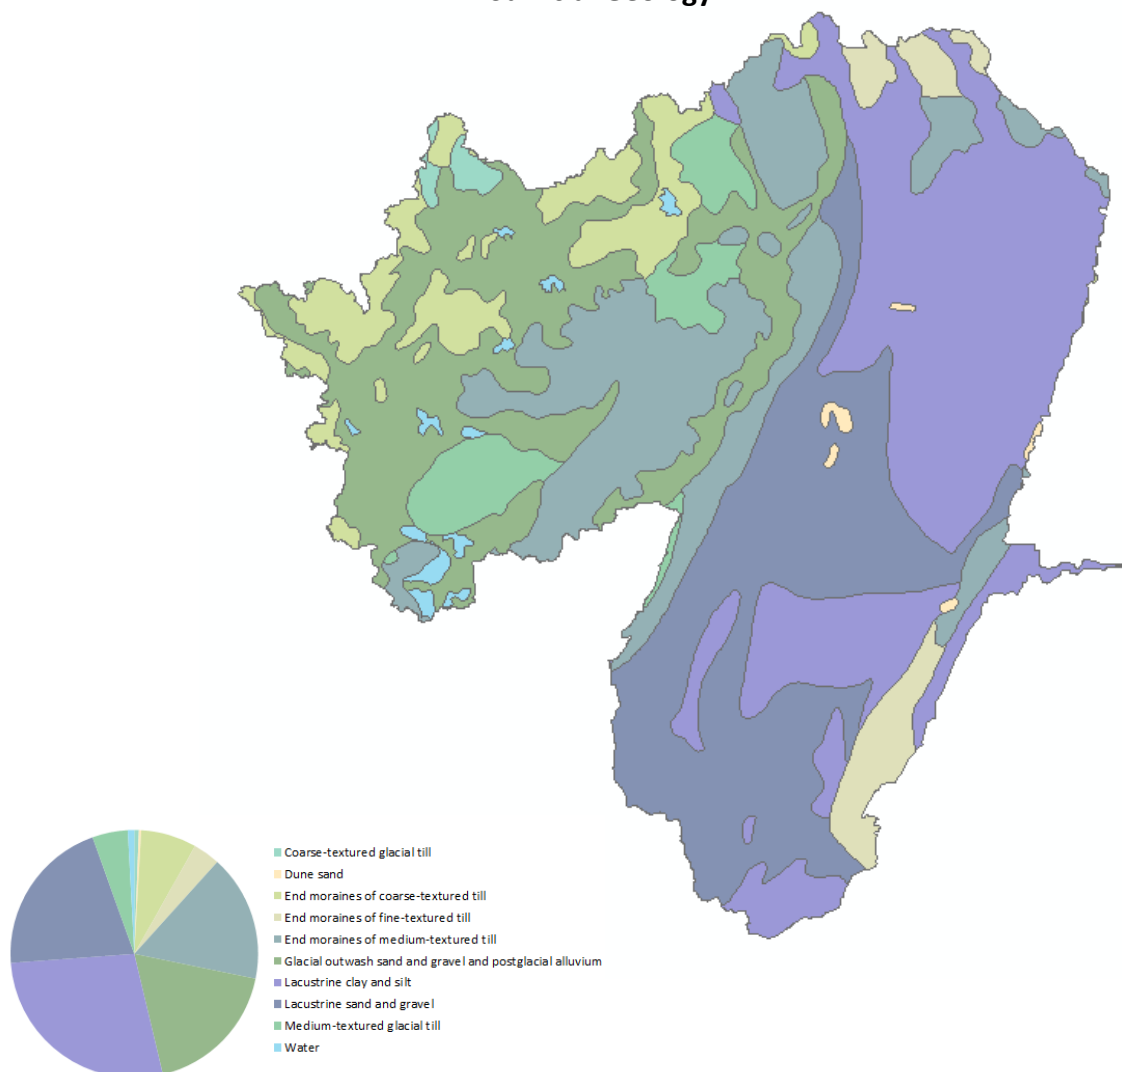 Coarse-textured glacial till
Dune sand
End moraines of coarse-textured till
End moraines of fine-textured till
End moraines of medium-textured till
Glacial outwash sand and gravel and postglacial alluvium
Lacustrine clay and silt
Lacustrine sand and gravel
Medium-textured glacial till
Water